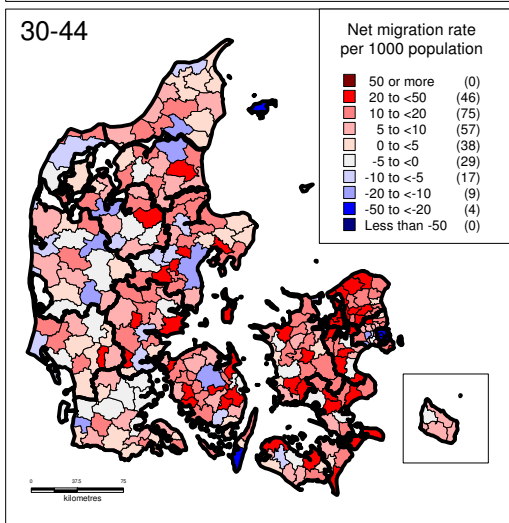 30-44
Net migration rate
per 1000 population
50 or more (0)
20 to <50 (46)
10 to <20 (75)
5 to <10 (57)
0 to <5 (38)
-5 to <0 (29)
-10 to <-5 (17)
-20 to <-10 (9)
-50 to <-20 (4)
Less than -50 (0)
0 37.5 75
kilometres